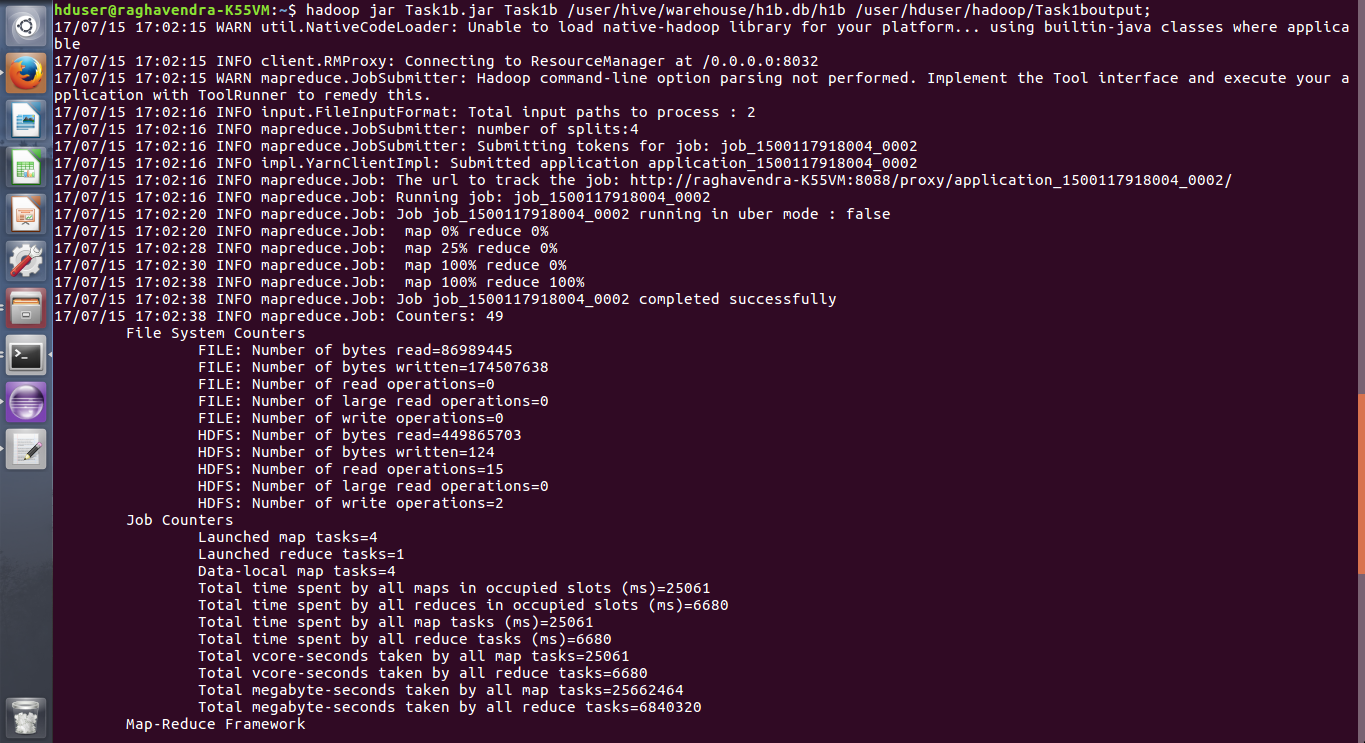 hduser@raghavendra-K55VM:~$ hadoop jar Task1b.jar Task1b /user/hive/warehouse/h1b.db/h1b /user/hduser/hadoop/Task1boutput;
17/07/15 17:02:15 WARN util.NativeCodeLoader: Unable to load native-hadoop library for your platform... using builtin-java classes where applica
ble
17/07/15 17:02:15 INFO client.RMProxy: Connecting to ResourceManager at /0.0.0.0:8032
17/07/15 17:02:15 WARN mapreduce.JobSubmitter: Hadoop command-line option parsing not performed. Implement the Tool interface and execute your a
pplication with ToolRunner to remedy this.
17/07/15 17:02:16 INFO input.FileInputFormat: Total input paths to process : 2
17/07/15 17:02:16 INFO mapreduce.JobSubmitter: number of splits:4
17/07/15 17:02:16 INFO mapreduce.JobSubmitter: Submitting tokens for job: job_1500117918004_0002
17/07/15 17:02:16 INFO impl.YarnClientImpl: Submitted application application_1500117918004_0002
17/07/15 17:02:16 INFO mapreduce.Job: The url to track the job: http://raghavendra-K55VM:8088/proxy/application_1500117918004_0002/
17/07/15 17:02:16 INFO mapreduce.Job: Running job: job_1500117918004_0002
17/07/15 17:02:20 INFO mapreduce.Job: Job job_1500117918004_0002 running in uber mode : false
17/07/15 17:02:20 INFO mapreduce.Job:  map 0% reduce 0%
17/07/15 17:02:28 INFO mapreduce.Job:  map 25% reduce 0%
17/07/15 17:02:30 INFO mapreduce.Job:  map 100% reduce 0%
17/07/15 17:02:38 INFO mapreduce.Job:  map 100% reduce 100%
17/07/15 17:02:38 INFO mapreduce.Job: Job job_1500117918004_0002 completed successfully
17/07/15 17:02:38 INFO mapreduce.Job: Counters: 49
File System Counters
FILE: Number of bytes read=86989445
FILE: Number of bytes written=174507638
FILE: Number of read operations=0
FILE: Number of large read operations=0
FILE: Number of write operations=0
HDFS: Number of bytes read=449865703
HDFS: Number of bytes written=124
HDFS: Number of read operations=15
HDFS: Number of large read operations=0
HDFS: Number of write operations=2
Job Counters
Launched map tasks=4
Launched reduce tasks=1
Data-local map tasks=4
Total time spent by all maps in occupied slots (ms)=25061
Total time spent by all reduces in occupied slots (ms)=6680
Total time spent by all map tasks (ms)=25061
Total time spent by all reduce tasks (ms)=6680
Total vcore-seconds taken by all map tasks=25061
Total vcore-seconds taken by all reduce tasks=6680
Total megabyte-seconds taken by all map tasks=25662464
Total megabyte-seconds taken by all reduce tasks=6840320
Map-Reduce Framework